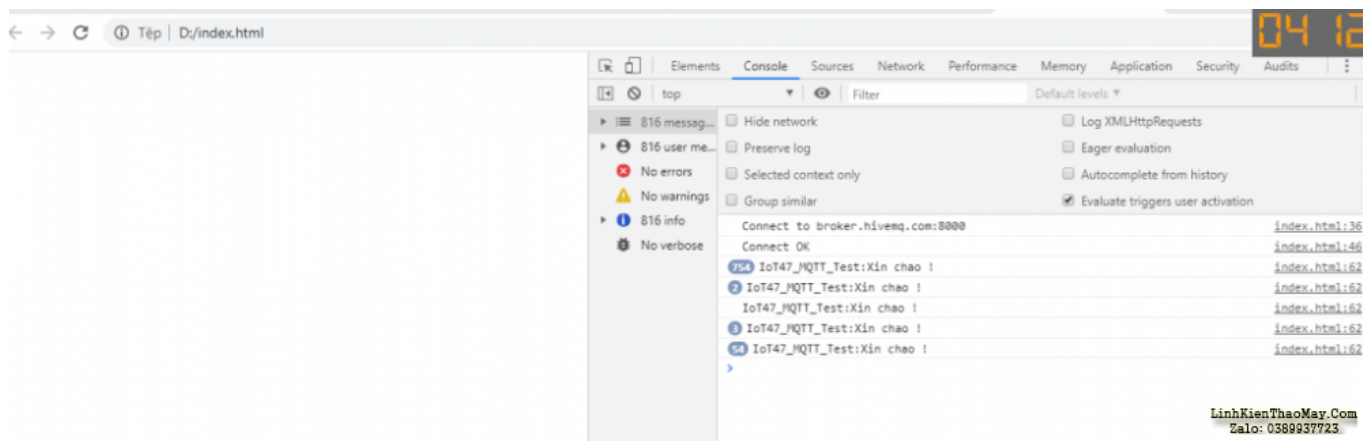 Tệp | D:/index.html
04 12
Elements Console Sources Network Performance Memory Application Security Audits
top Filter Default levels
816 messag... Hide network Log XMLHttpRequests
816 user me... Preserve log Eager evaluation
No errors Selected context only Autocomplete from history
No warnings Group similar Evaluate triggers user activation
816 info
No verbose
Connect to broker.hivemq.com:8000 index.html:36
Connect OK index.html:46
754 IoT47_MQTT_Test:Xin chao ! index.html:62
2 IoT47_MQTT_Test:Xin chao ! index.html:62
IoT47_MQTT_Test:Xin chao ! index.html:62
3 IoT47_MQTT_Test:Xin chao ! index.html:62
54 IoT47_MQTT_Test:Xin chao ! index.html:62
LinhKienThaoMay.Com
Zalo: 0389937723